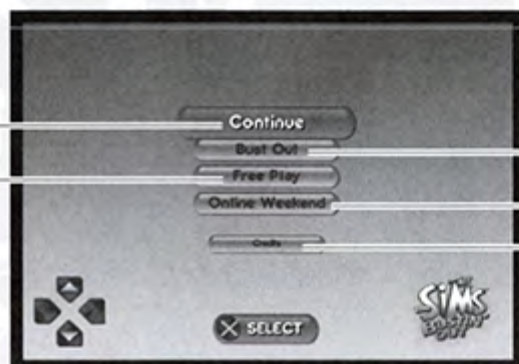 Continue
Bust Out
Free Play
Online Weekend
Credits
SELECT
THE
SIMS
BUSTIN'
OUT